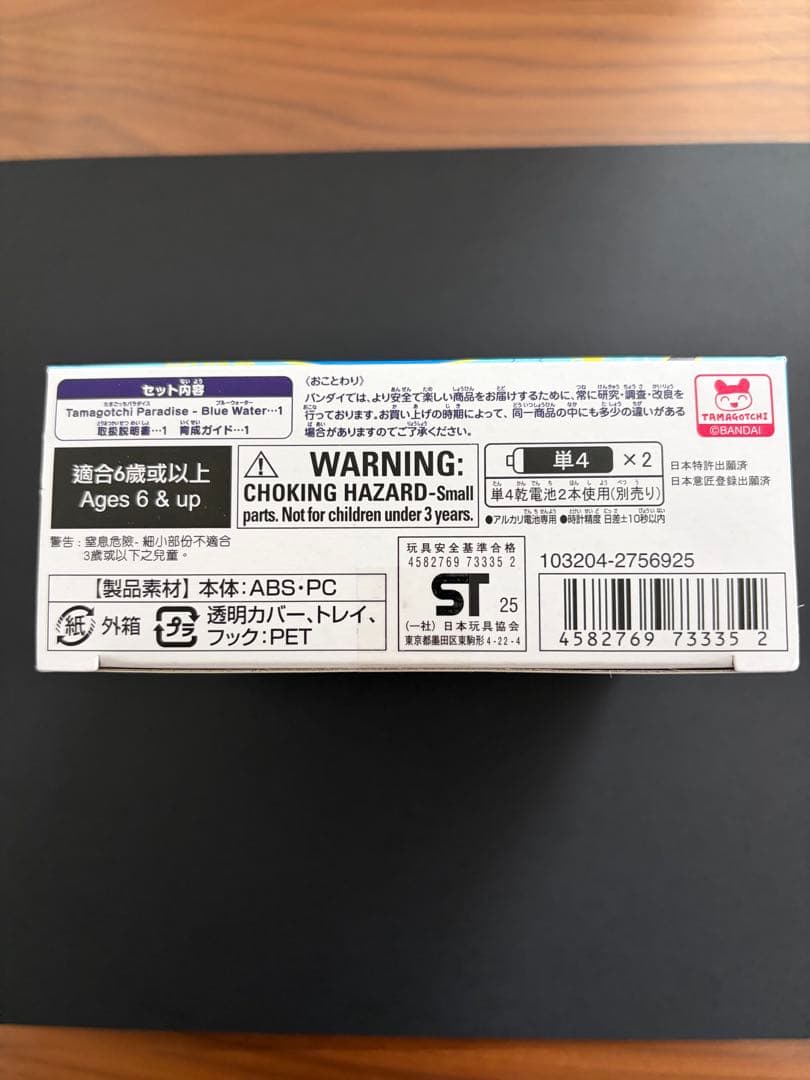 セット内容
Tamagotchi Paradise - Blue Water…1
取扱説明書…1 育成ガイド…1
〈おことわり〉
バンダイでは、より安全で楽しい商品をお届けするために、常に研究・調査・改良を
行っております。お買い上げの時期によって、同一商品の中にも多少の違いがある
場合がありますのでご了承ください。
TAMAGOTCHI
©BANDAI
適合6歲或以上
Ages 6 & up
警告：窒息危險- 細小部份不適合
3歲或以下之兒童。
WARNING:
CHOKING HAZARD-Small
parts. Not for children under 3 years.
単4 ×2
単4乾電池2本使用(別売り)
●アルカリ電池専用 ●時計精度 日差±10秒以内
日本特許出願済
日本意匠登録出願済
【製品素材】本体：ABS・PC
紙 外箱 プラ 透明カバー、トレイ、
フック：PET
玩具安全基準合格
4582769 73335 2
ST 25
(一社) 日本玩具協会
東京都墨田区東駒形4-22-4
103204-2756925
4582769 73335 2